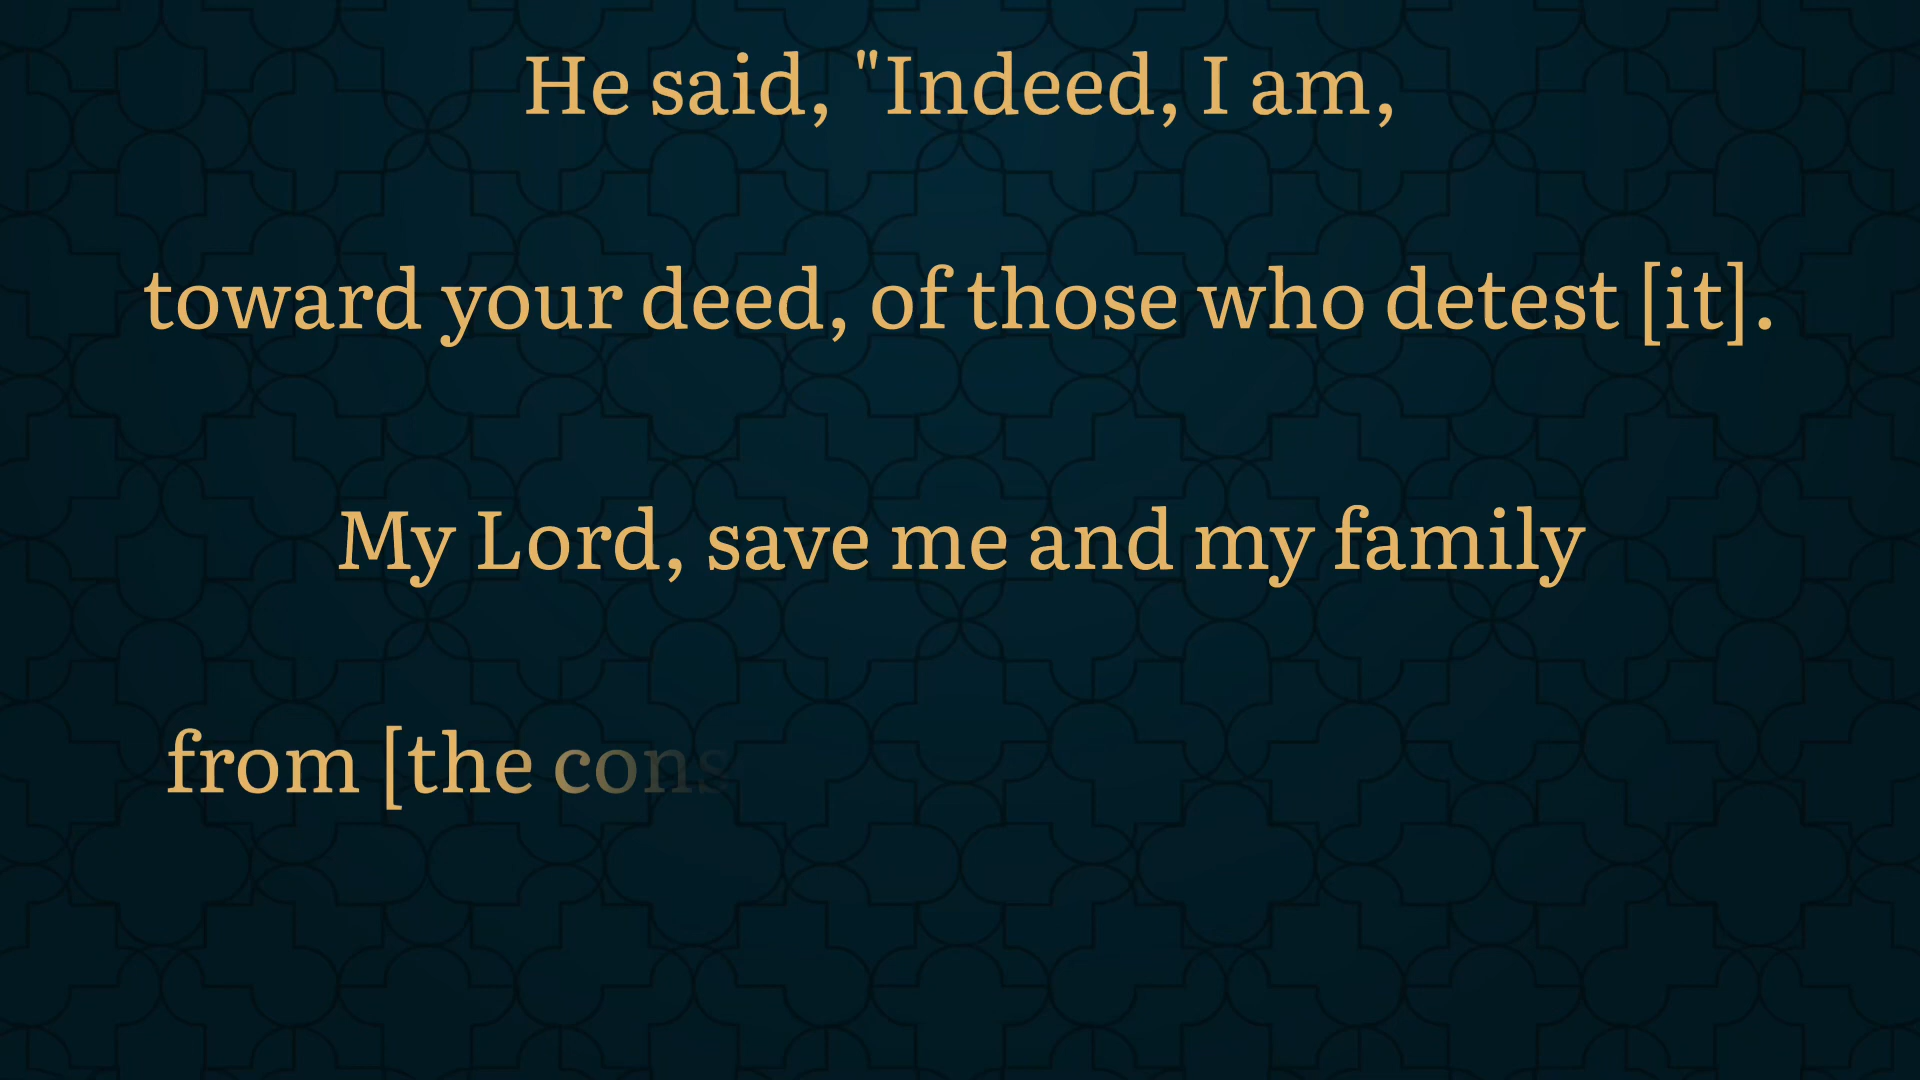 He said, "Indeed, I am,
toward your deed, of those who detest [it].
My Lord, save me and my family
from [the cons